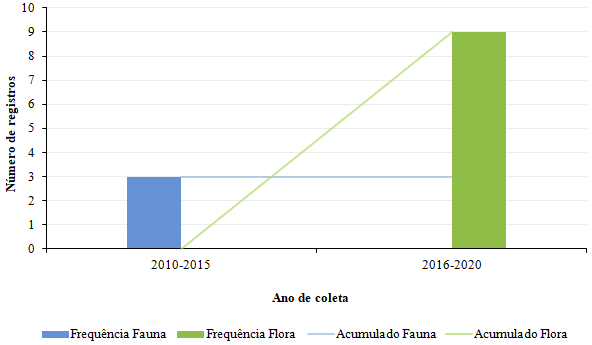 10
9
8
7
6
5
4
3
2
1
0
Número de registros
2010-2015
2016-2020
Ano de coleta
Frequência Fauna
Frequência Flora
Acumulado Fauna
Acumulado Flora